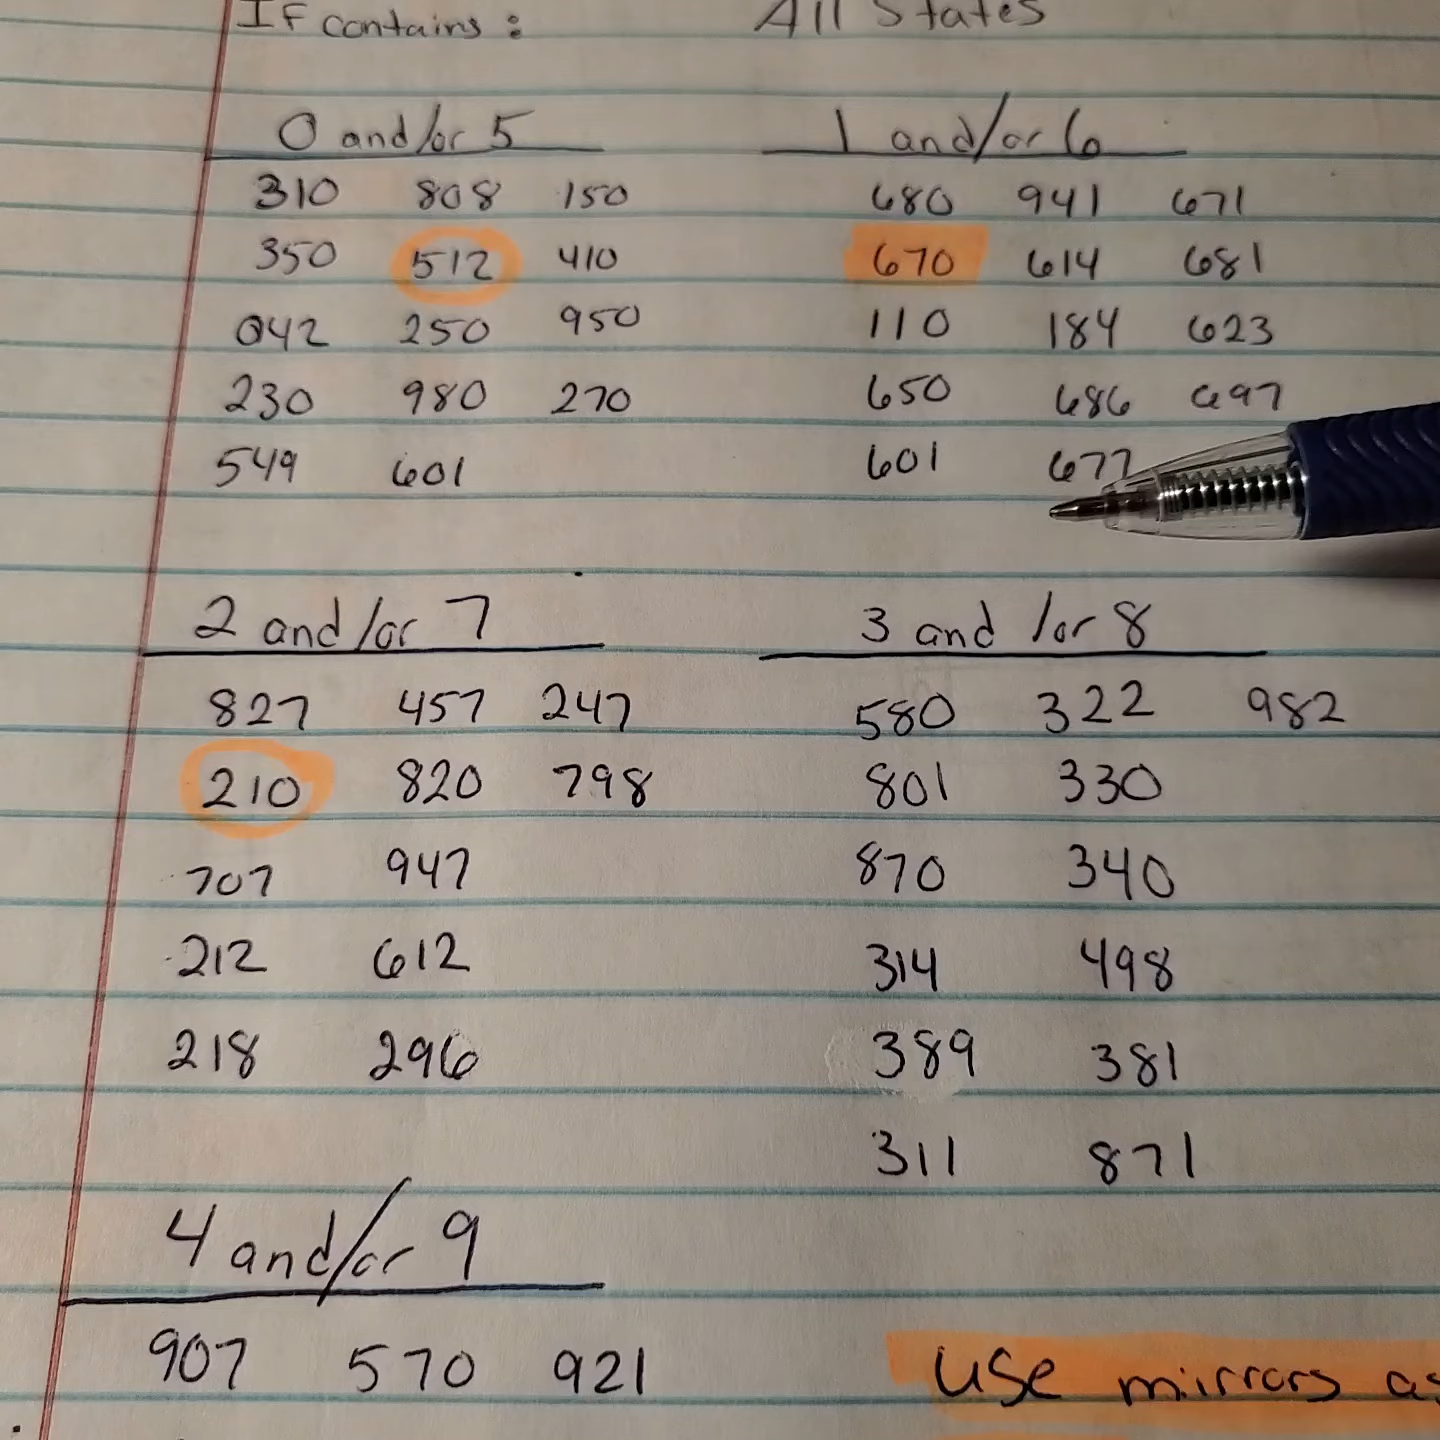 IF contains: All States
0 and/or 5 1 and/or 6
310 808 150 680 941 671
350 512 410 670 614 681
042 250 950 110 184 623
230 980 270 650 686 697
549 601 601 677
2 and/or 7 3 and/or 8
827 457 247 580 322 982
210 820 798 801 330
707 947 870 340
212 612 314 498
218 296 389 381
311 871
4 and/or 9
907 570 921 use mirrors as